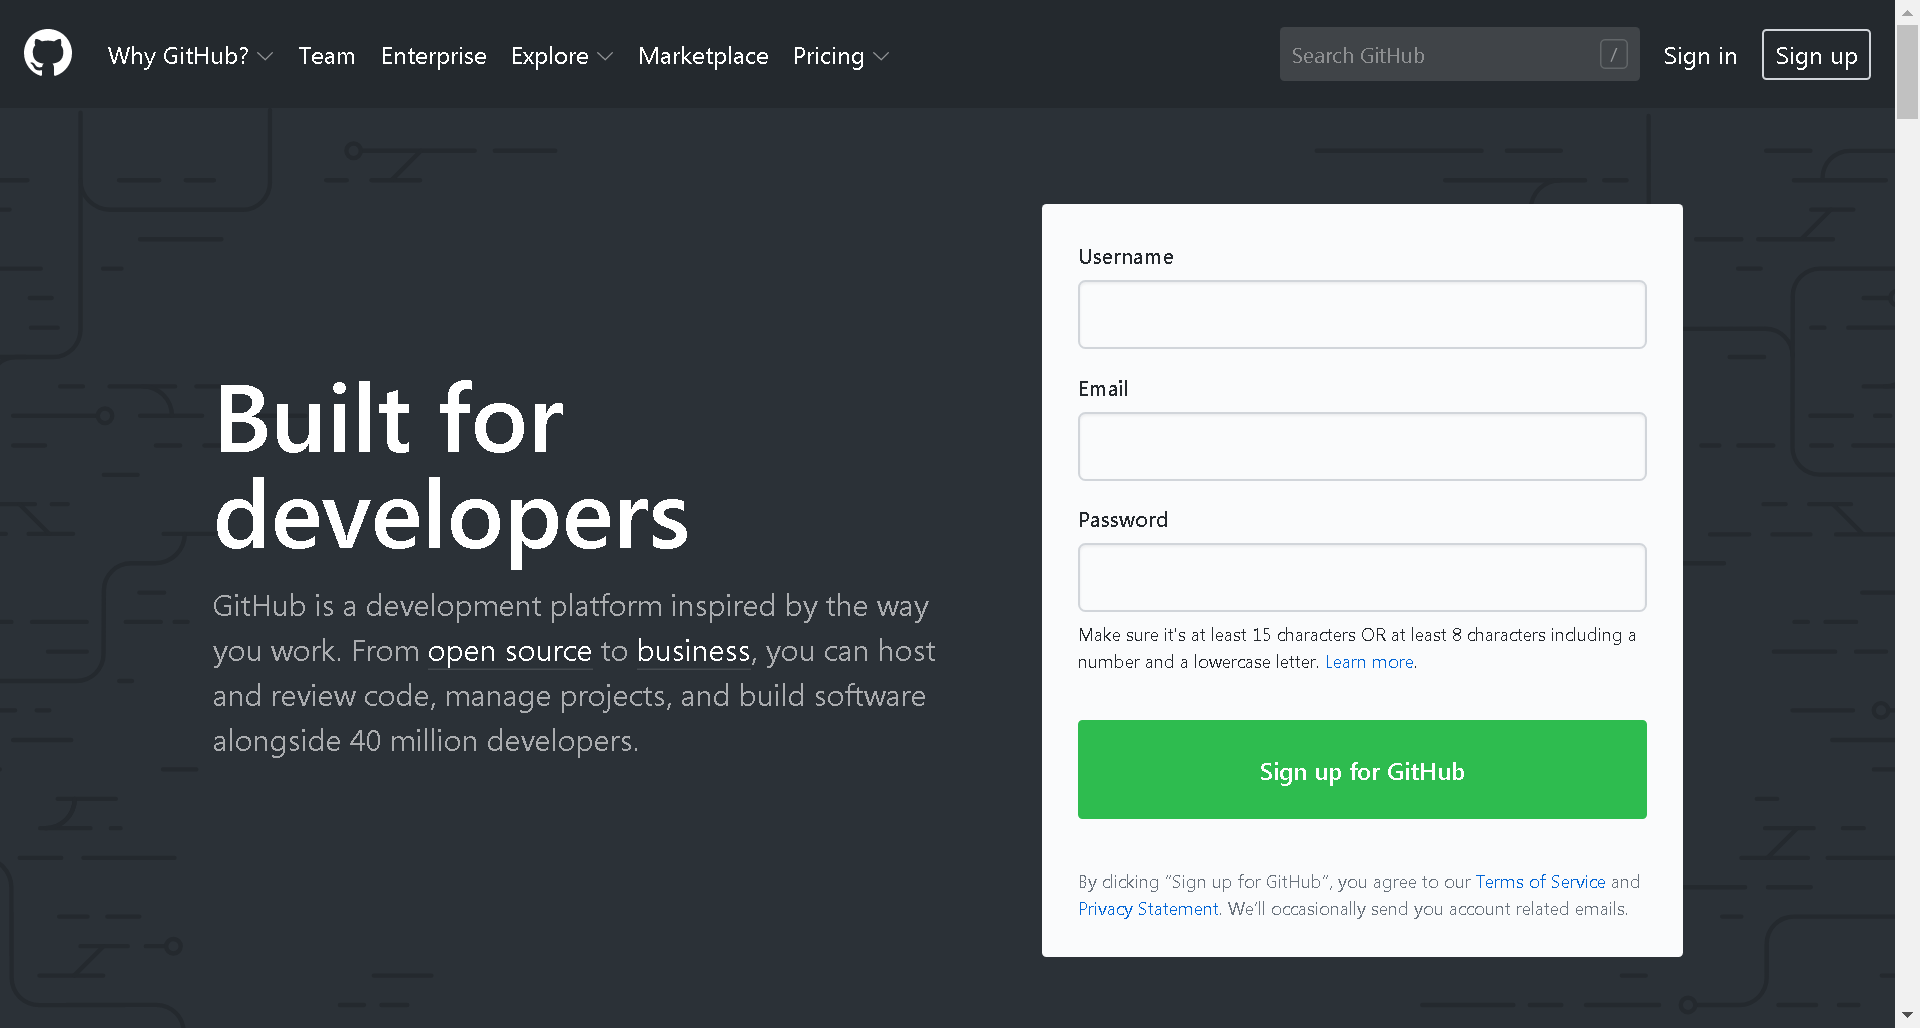 Why GitHub? Team Enterprise Explore Marketplace Pricing Search GitHub / Sign in Sign up
Built for
developers
GitHub is a development platform inspired by the way
you work. From open source to business, you can host
and review code, manage projects, and build software
alongside 40 million developers.
Username
Email
Password
Make sure it's at least 15 characters OR at least 8 characters including a
number and a lowercase letter. Learn more.
Sign up for GitHub
By clicking “Sign up for GitHub”, you agree to our Terms of Service and
Privacy Statement. We’ll occasionally send you account related emails.